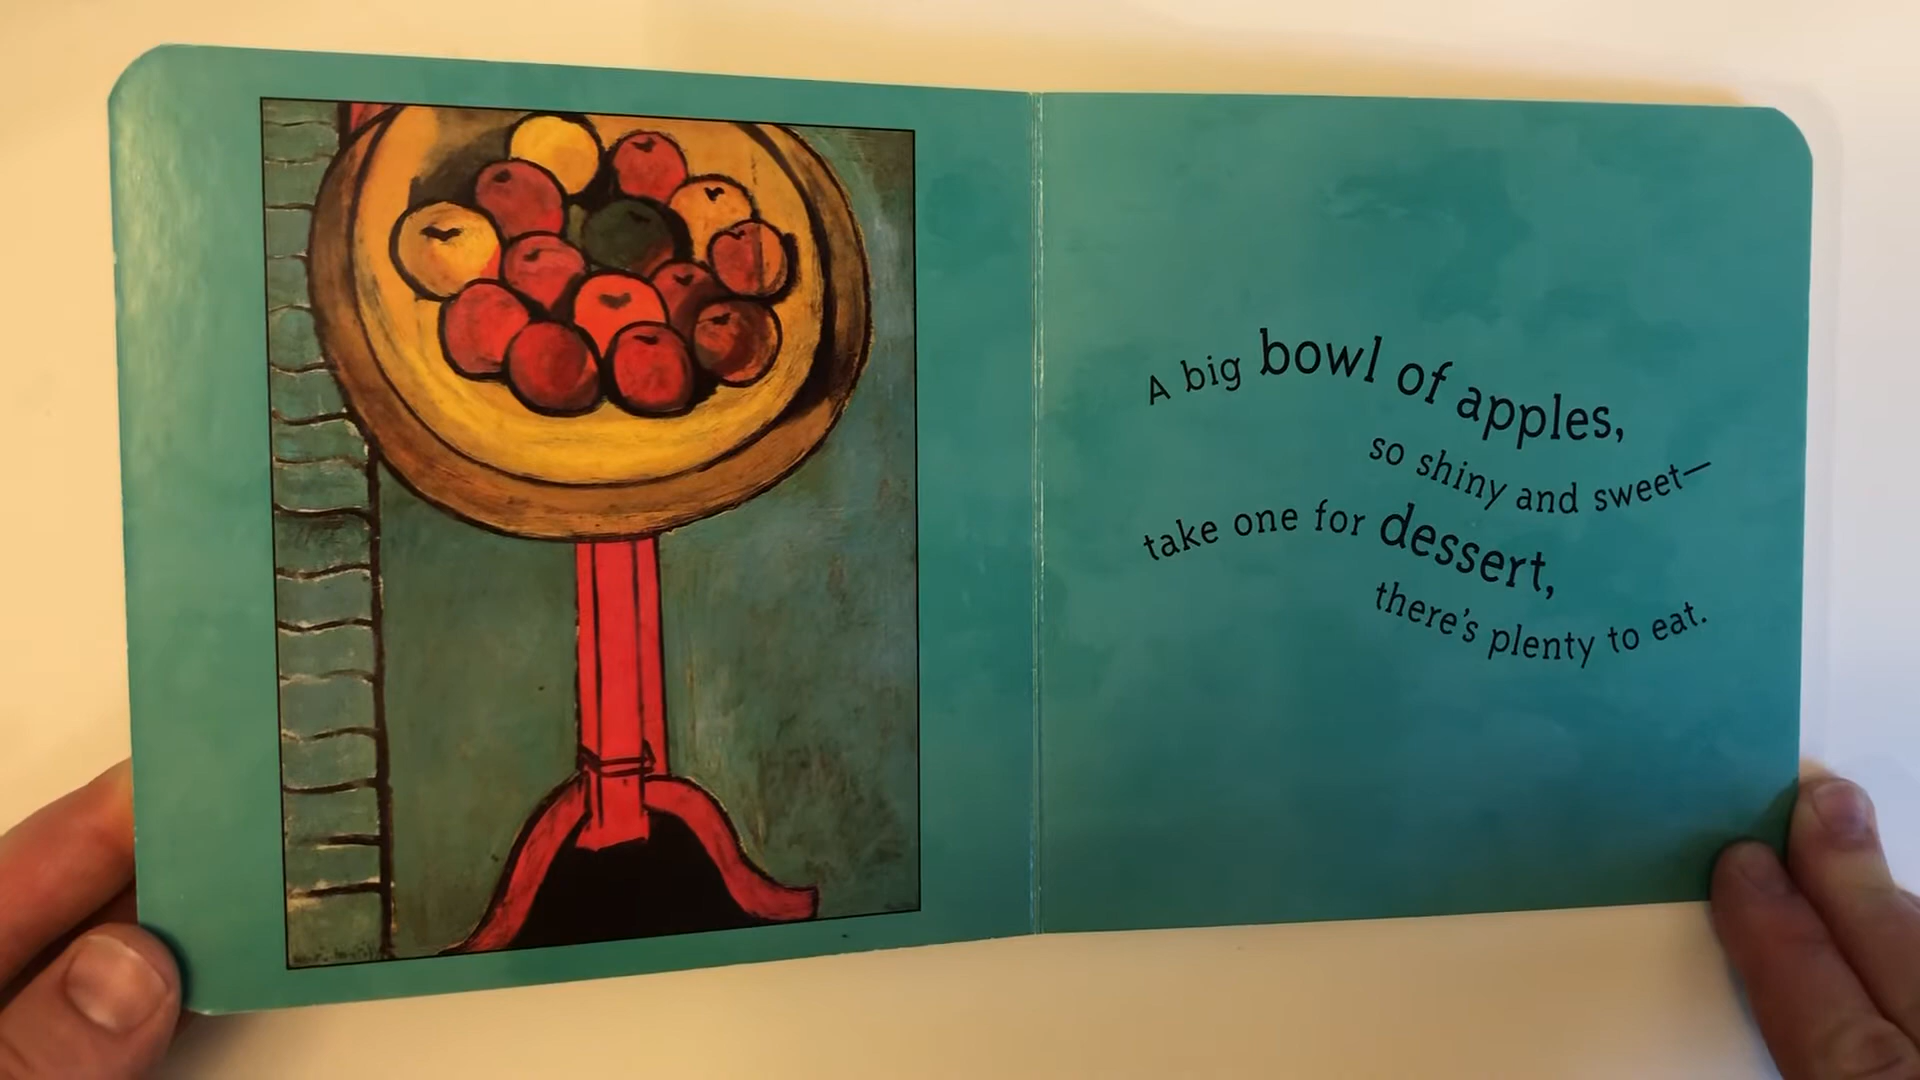 A big bowl of apples,
so shiny and sweet—
take one for dessert,
there's plenty to eat.